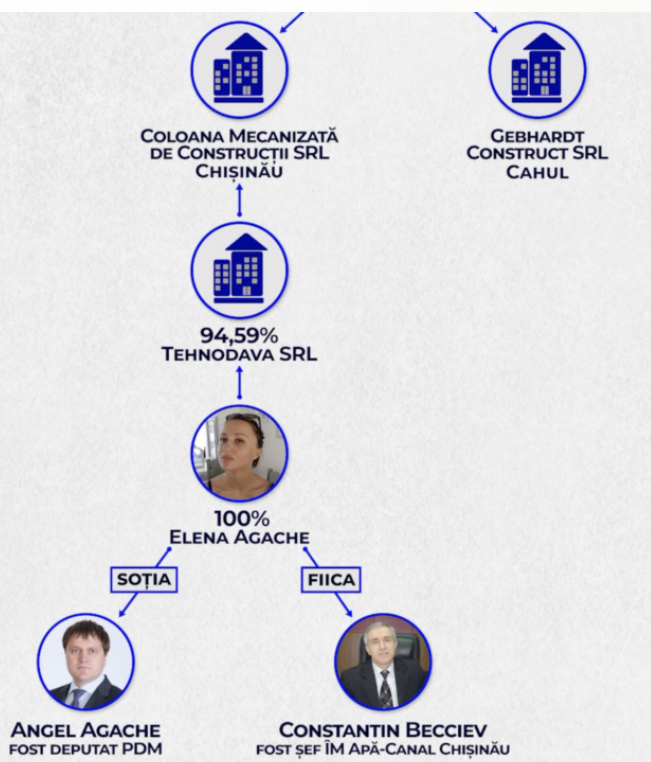 COLOANA MECANIZATĂ
DE CONSTRUCȚII SRL
CHIȘINĂU
GEBHARDT
CONSTRUCT SRL
CAHUL
94,59%
TEHNODAVA SRL
100%
ELENA AGACHE
SOȚIA
FIICA
ANGEL AGACHE
FOST DEPUTAT PDM
CONSTANTIN BECCIEV
FOST ȘEF ÎM APĂ-CANAL CHIȘINĂU